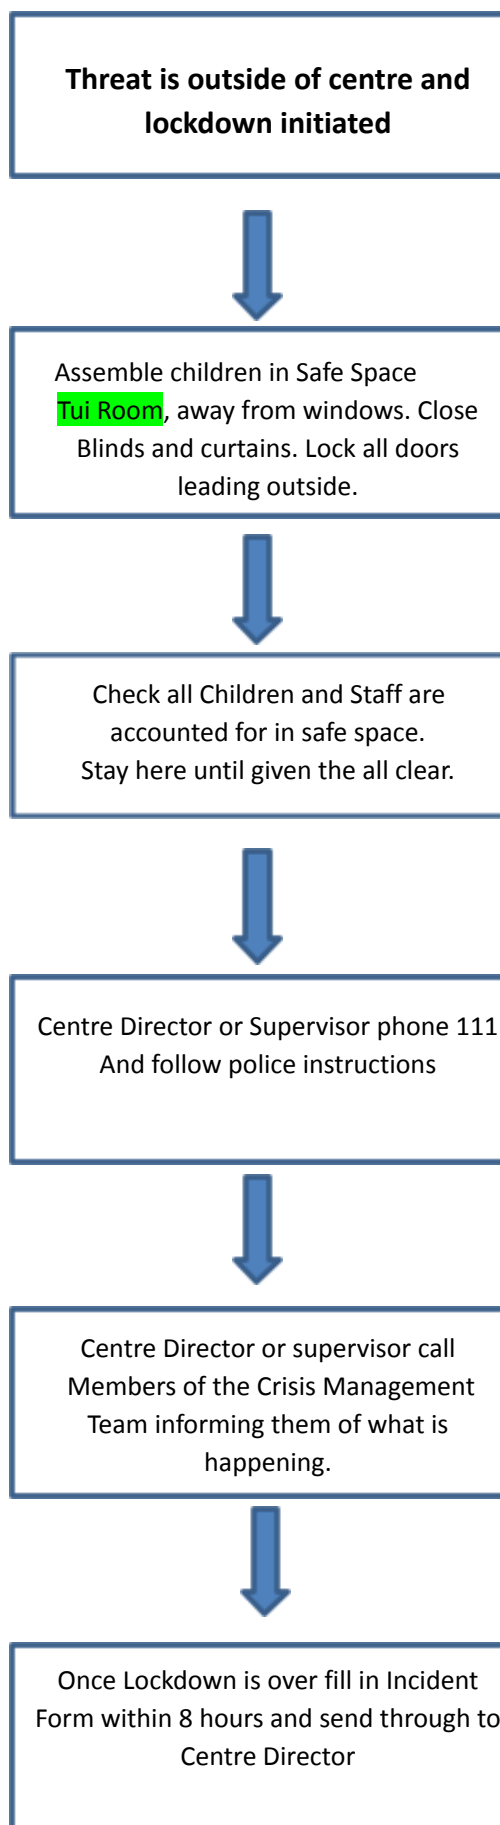 Threat is outside of centre and
lockdown initiated
Assemble children in Safe Space
Tui Room, away from windows. Close
Blinds and curtains. Lock all doors
leading outside.
Check all Children and Staff are
accounted for in safe space.
Stay here until given the all clear.
Centre Director or Supervisor phone 111
And follow police instructions
Centre Director or supervisor call
Members of the Crisis Management
Team informing them of what is
happening.
Once Lockdown is over fill in Incident
Form within 8 hours and send through to
Centre Director